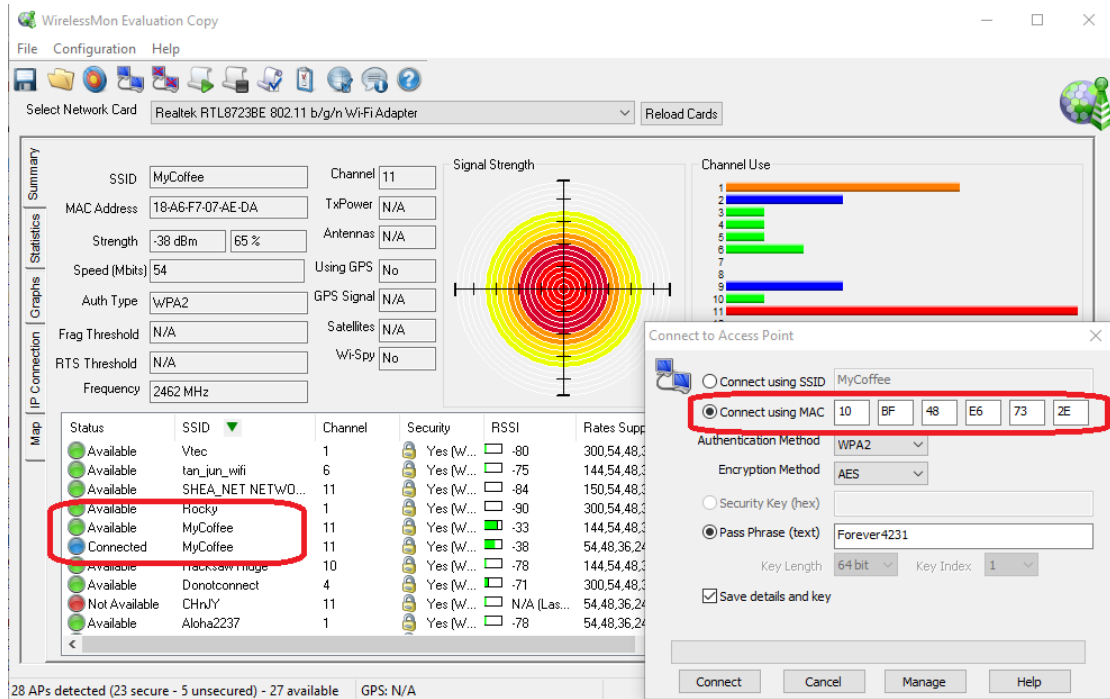 WirelessMon Evaluation Copy
File Configuration Help
Select Network Card Realtek RTL8723BE 802.11 b/g/n Wi-Fi Adapter Reload Cards
Summary
Statistics
Graphs
IP Connection
Map
SSID MyCoffee
MAC Address 18-A6-F7-07-AE-DA
Strength -38 dBm 65 %
Speed (Mbits) 54
Auth Type WPA2
Frag Threshold N/A
RTS Threshold N/A
Frequency 2462 MHz
Channel 11
TxPower N/A
Antennas N/A
Using GPS No
GPS Signal N/A
Satellites N/A
Wi-Spy No
Signal Strength
Channel Use
1
2
3
4
5
6
7
8
9
10
11
Status SSID Channel Security RSSI Rates Supp
Available Vtec 1 Yes (W... -80 300,54,48,3
Available tan_jun_wifi 6 Yes (W... -75 144,54,48,3
Available SHEA_NET NETWO... 11 Yes (W... -84 150,54,48,3
Available Hocky 1 Yes (W... -90 300,54,48,3
Available MyCoffee 11 Yes (W... -33 144,54,48,3
Connected MyCoffee 11 Yes (W... -38 54,48,36,24
Available 10 Yes (W... -78 144,54,48,3
Available Donotconnect 4 Yes (W... -71 300,54,48,3
Not Available CHnJY 11 Yes (W... N/A (Las... 54,48,36,24
Available Aloha2237 1 Yes (W... -78 54,48,36,24
28 APs detected (23 secure - 5 unsecured) - 27 available GPS: N/A
Connect to Access Point
Connect using SSID MyCoffee
Connect using MAC 10 BF 48 E6 73 2E
Authentication Method WPA2
Encryption Method AES
Security Key (hex)
Pass Phrase (text) Forever4231
Key Length 64 bit Key Index 1
Save details and key
Connect Cancel Manage Help